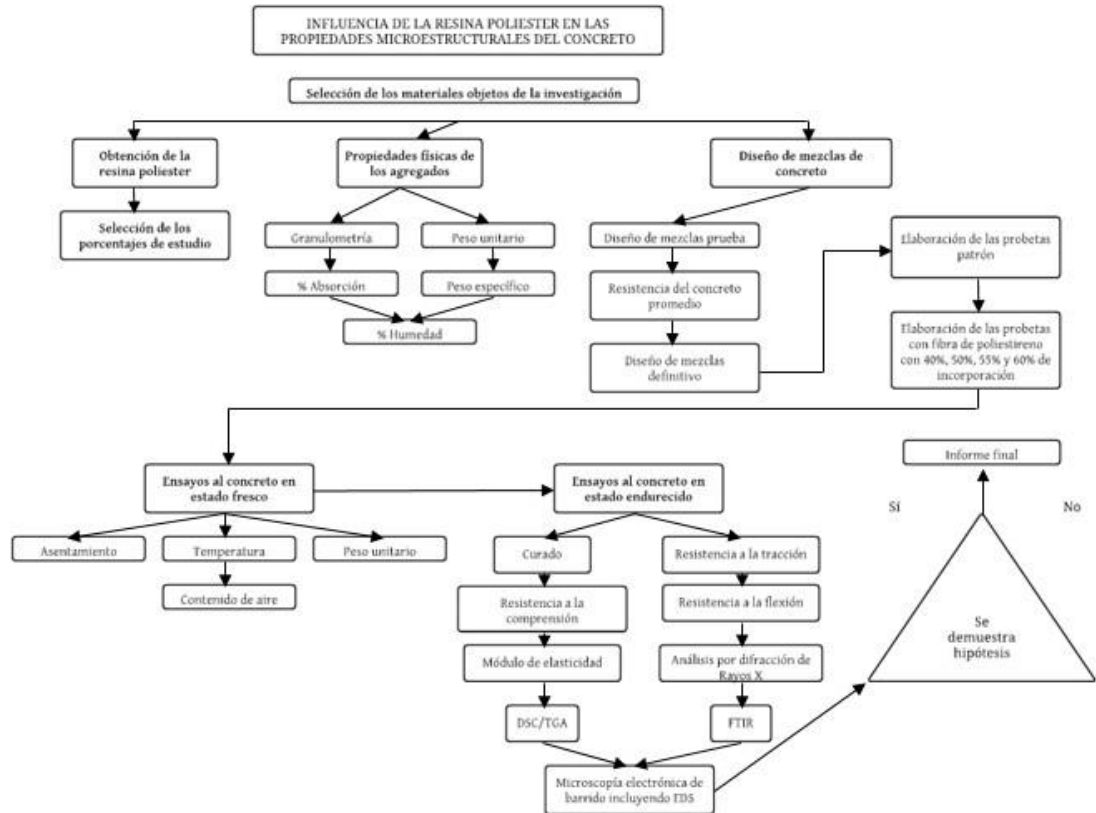 INFLUENCIA DE LA RESINA POLIESTER EN LAS
PROPIEDADES MICROESTRUCTURALES DEL CONCRETO
Selección de los materiales objetos de la investigación
Obtención de la
resina poliester
Propiedades físicas de
los agregados
Diseño de mezclas de
concreto
Selección de los
porcentajes de estudio
Granulometría
Peso unitario
Diseño de mezclas prueba
Elaboración de las probetas
patrón
% Absorción
Peso específico
Resistencia del concreto
promedio
% Humedad
Diseño de mezclas
definitivo
Elaboración de las probetas
con fibra de poliestireno
con 40%, 50%, 55% y 60% de
incorporación
Ensayos al concreto en
estado fresco
Ensayos al concreto en
estado endurecido
Informe final
Sí
No
Asentamiento
Temperatura
Peso unitario
Curado
Resistencia a la tracción
Contenido de aire
Resistencia a la
comprensión
Resistencia a la flexión
Módulo de elasticidad
Análisis por difracción de
Rayos X
Se
demuestra
hipótesis
DSC/TGA
FTIR
Microscopía electrónica de
barrido incluyendo EDS